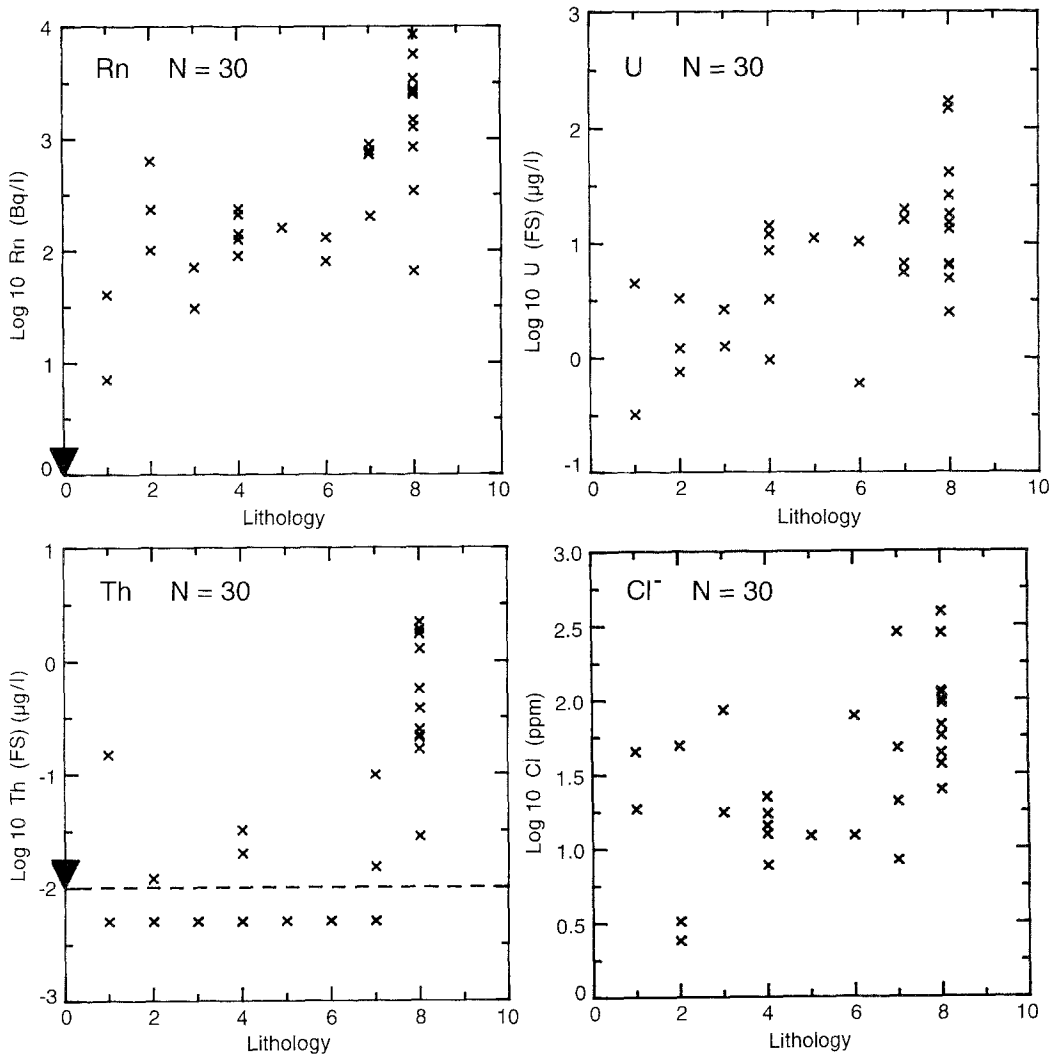 Rn N = 30
Log 10 Rn (Bq/l)
4
3
2
1
0
0 2 4 6 8 10
Lithology
U N = 30
Log 10 U (FS) (µg/l)
3
2
1
0
-1
0 2 4 6 8 10
Lithology
Th N = 30
Log 10 Th (FS) (µg/l)
1
0
-1
-2
-3
0 2 4 6 8 10
Lithology
Cl⁻ N = 30
Log 10 Cl (ppm)
3.0
2.5
2.0
1.5
1.0
0.5
0
0 2 4 6 8 10
Lithology